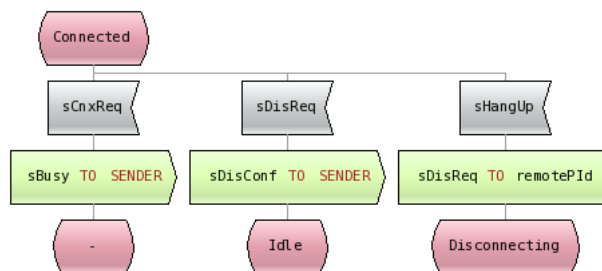 Connected
sCnxReq
sDisReq
sHangUp
sBusy TO SENDER
sDisConf TO SENDER
sDisReq TO remotePId
-
Idle
Disconnecting